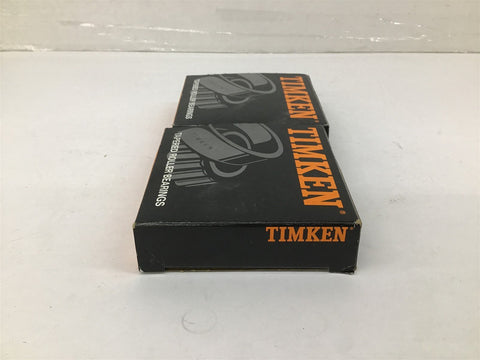 TIMKEN
TAPERED ROLLER BEARINGS
TIMKEN®
TAPERED ROLLER BEARINGS
TIMKEN